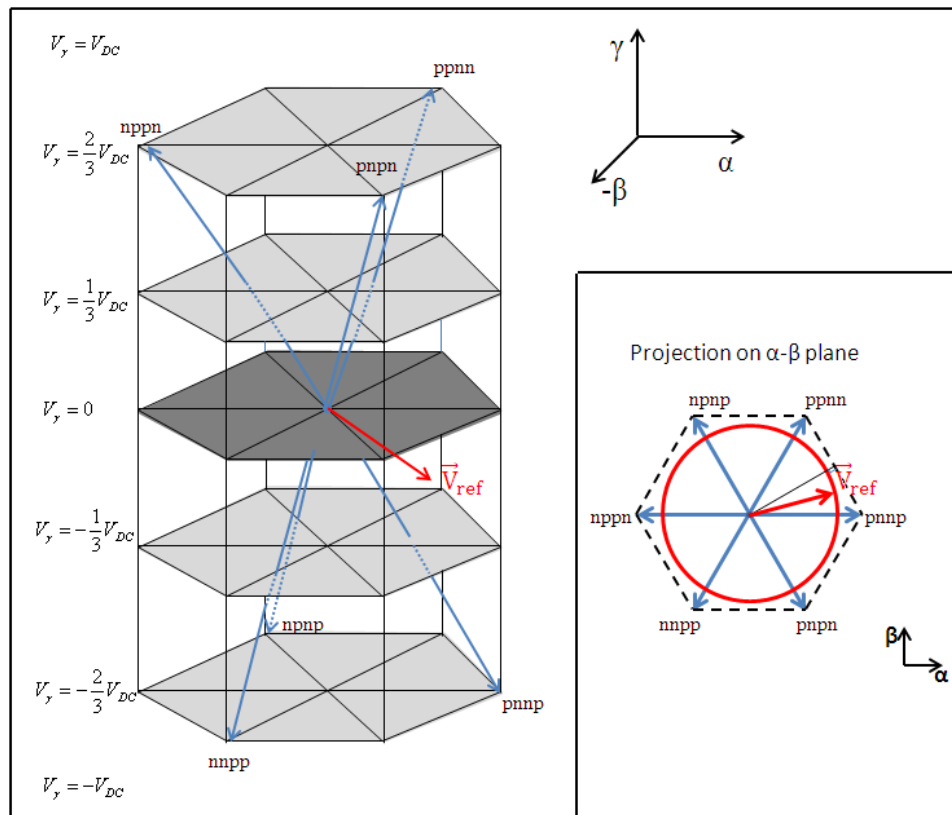 V_γ = V_DC
ppnn
nppn
V_γ = 2/3 V_DC
pnpn
V_γ = 1/3 V_DC
V_γ = 0
V_ref
V_γ = -1/3 V_DC
npnp
V_γ = -2/3 V_DC
pnnp
nnpp
V_γ = -V_DC
γ
α
-β
Projection on α-β plane
npnp ppnn
V_ref
nppn pnnp
nnpp pnpn
β
α